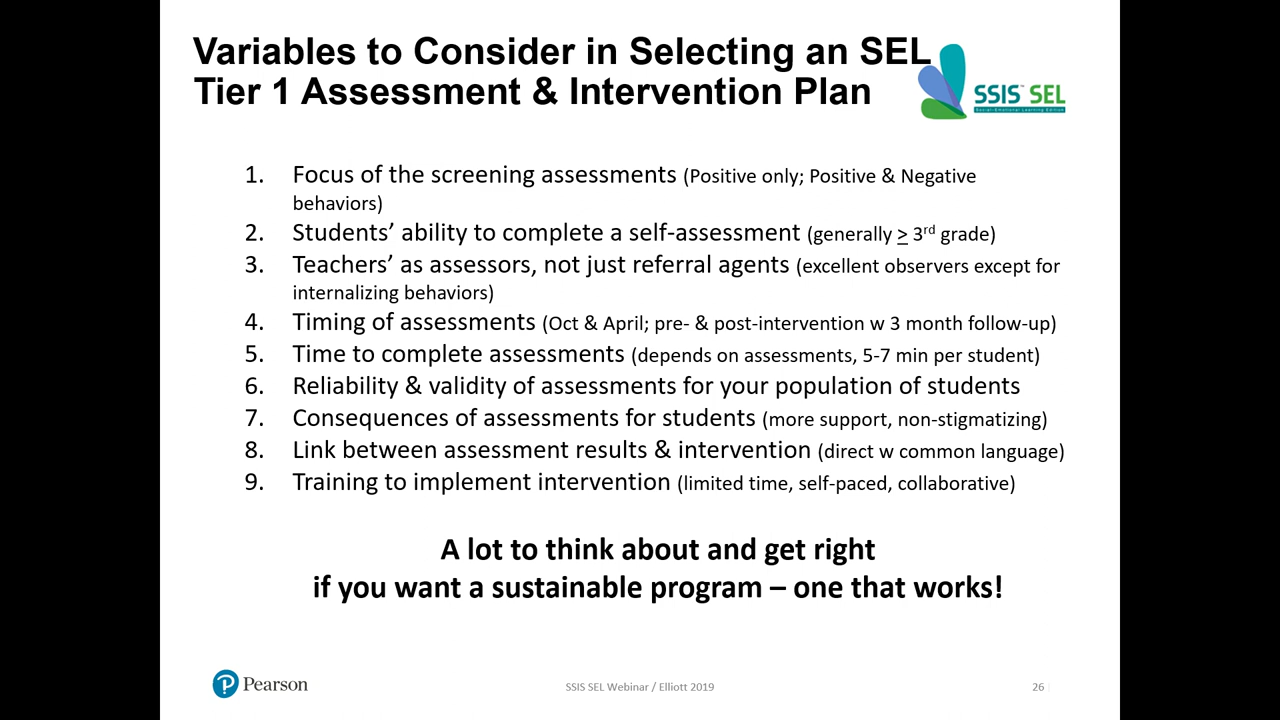 Variables to Consider in Selecting an SEL
Tier 1 Assessment & Intervention Plan
SSIS™ SEL
Social-Emotional Learning Edition
1. Focus of the screening assessments (Positive only; Positive & Negative
behaviors)
2. Students’ ability to complete a self-assessment (generally > 3rd grade)
3. Teachers’ as assessors, not just referral agents (excellent observers except for
internalizing behaviors)
4. Timing of assessments (Oct & April; pre- & post-intervention w 3 month follow-up)
5. Time to complete assessments (depends on assessments, 5-7 min per student)
6. Reliability & validity of assessments for your population of students
7. Consequences of assessments for students (more support, non-stigmatizing)
8. Link between assessment results & intervention (direct w common language)
9. Training to implement intervention (limited time, self-paced, collaborative)
A lot to think about and get right
if you want a sustainable program – one that works!
Pearson
SSIS SEL Webinar / Elliott 2019
26